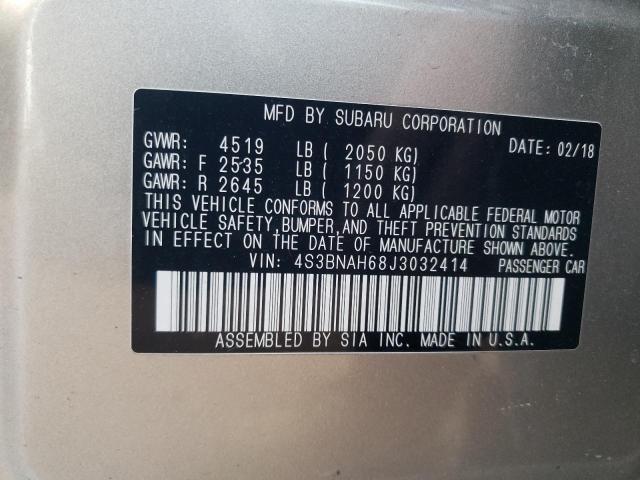 MFD BY SUBARU CORPORATION
GVWR: 4519 LB ( 2050 KG) DATE: 02/18
GAWR: F 2535 LB ( 1150 KG)
GAWR: R 2645 LB ( 1200 KG)
THIS VEHICLE CONFORMS TO ALL APPLICABLE FEDERAL MOTOR
VEHICLE SAFETY, BUMPER, AND THEFT PREVENTION STANDARDS
IN EFFECT ON THE DATE OF MANUFACTURE SHOWN ABOVE.
VIN: 4S3BNAH68J3032414 PASSENGER CAR
ASSEMBLED BY SIA INC. MADE IN U.S.A.